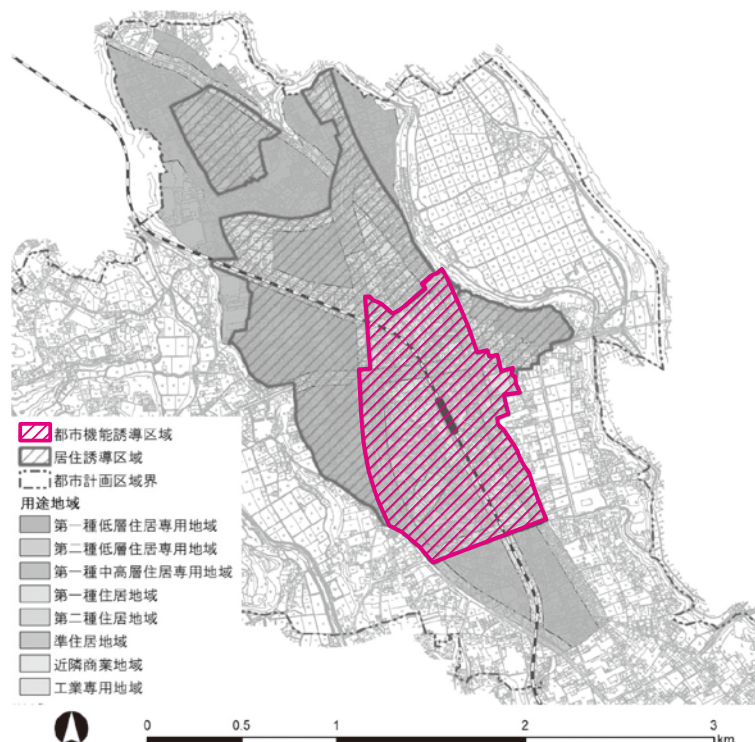 都市機能誘導区域
居住誘導区域
都市計画区域界
用途地域
第一種低層住居専用地域
第二種低層住居専用地域
第一種中高層住居専用地域
第一種住居地域
第二種住居地域
準住居地域
近隣商業地域
工業専用地域
0 0.5 1 2 3
km